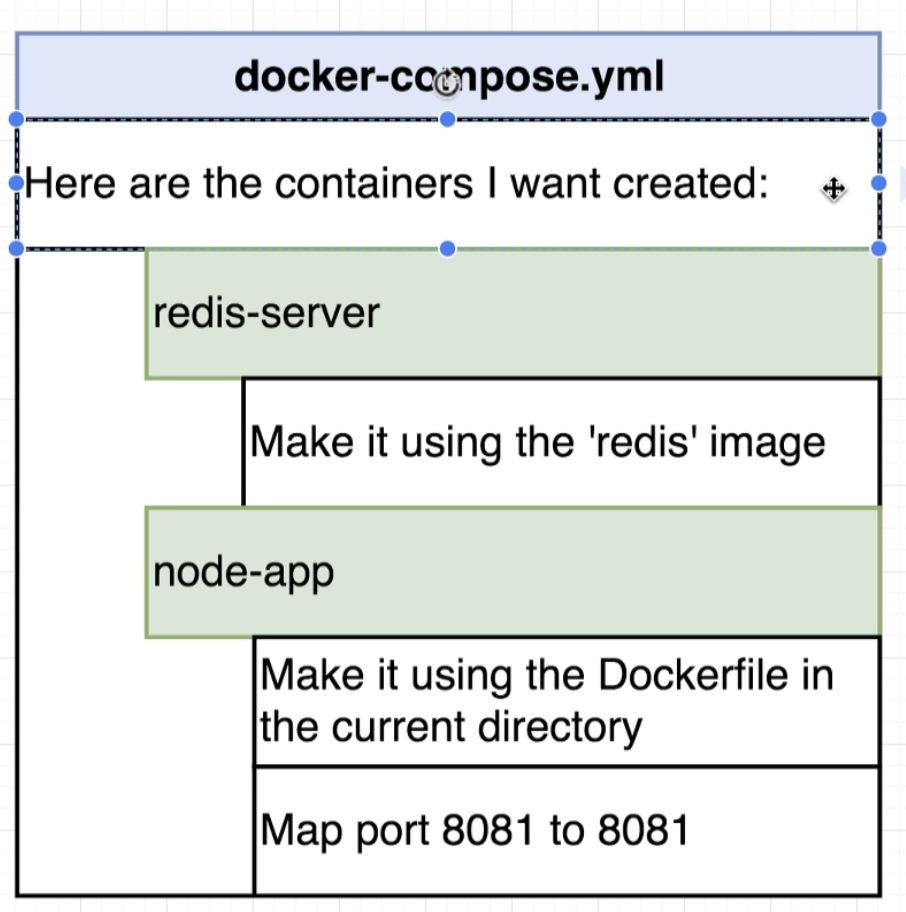 docker-compose.yml
Here are the containers I want created:
redis-server
Make it using the 'redis' image
node-app
Make it using the Dockerfile in
the current directory
Map port 8081 to 8081